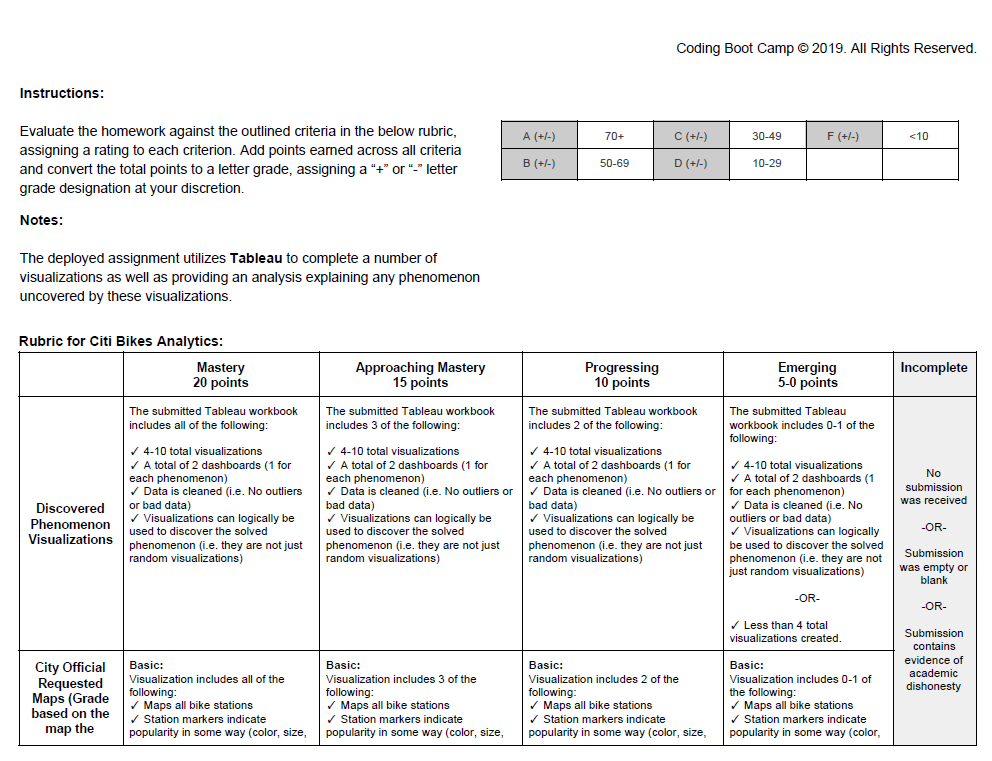 Coding Boot Camp © 2019. All Rights Reserved.
Instructions:
Evaluate the homework against the outlined criteria in the below rubric,
assigning a rating to each criterion. Add points earned across all criteria
and convert the total points to a letter grade, assigning a “+” or “-” letter
grade designation at your discretion.
A (+/-) 70+ C (+/-) 30-49 F (+/-) <10
B (+/-) 50-69 D (+/-) 10-29
Notes:
The deployed assignment utilizes Tableau to complete a number of
visualizations as well as providing an analysis explaining any phenomenon
uncovered by these visualizations.
Rubric for Citi Bikes Analytics:
Mastery
20 points
Approaching Mastery
15 points
Progressing
10 points
Emerging
5-0 points
Incomplete
Discovered
Phenomenon
Visualizations
The submitted Tableau workbook
includes all of the following:
✓ 4-10 total visualizations
✓ A total of 2 dashboards (1 for
each phenomenon)
✓ Data is cleaned (i.e. No outliers
or bad data)
✓ Visualizations can logically be
used to discover the solved
phenomenon (i.e. they are not just
random visualizations)
The submitted Tableau workbook
includes 3 of the following:
✓ 4-10 total visualizations
✓ A total of 2 dashboards (1 for
each phenomenon)
✓ Data is cleaned (i.e. No outliers or
bad data)
✓ Visualizations can logically be
used to discover the solved
phenomenon (i.e. they are not just
random visualizations)
The submitted Tableau workbook
includes 2 of the following:
✓ 4-10 total visualizations
✓ A total of 2 dashboards (1 for
each phenomenon)
✓ Data is cleaned (i.e. No outliers or
bad data)
✓ Visualizations can logically be
used to discover the solved
phenomenon (i.e. they are not just
random visualizations)
The submitted Tableau
workbook includes 0-1 of the
following:
✓ 4-10 total visualizations
✓ A total of 2 dashboards (1
for each phenomenon)
✓ Data is cleaned (i.e. No
outliers or bad data)
✓ Visualizations can logically
be used to discover the solved
phenomenon (i.e. they are not
just random visualizations)
-OR-
✓ Less than 4 total
visualizations created.
No
submission
was received
-OR-
Submission
was empty or
blank
-OR-
Submission
contains
evidence of
academic
dishonesty
City Official
Requested
Maps (Grade
based on the
map the
Basic:
Visualization includes all of the
following:
✓ Maps all bike stations
✓ Station markers indicate
popularity in some way (color, size,
Basic:
Visualization includes 3 of the
following:
✓ Maps all bike stations
✓ Station markers indicate
popularity in some way (color, size,
Basic:
Visualization includes 2 of the
following:
✓ Maps all bike stations
✓ Station markers indicate
popularity in some way (color, size,
Basic:
Visualization includes 0-1 of
the following:
✓ Maps all bike stations
✓ Station markers indicate
popularity in some way (color,